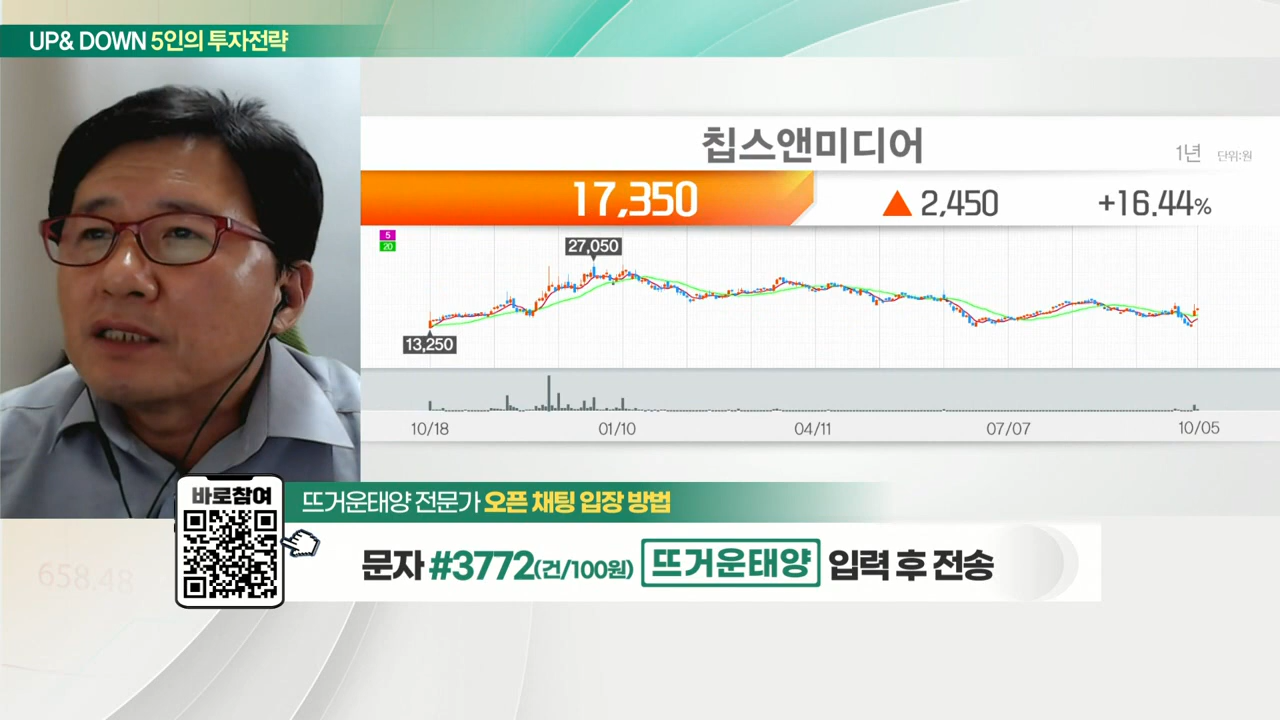 UP& DOWN 5인의 투자전략
칩스앤미디어
1년 단위:원
17,350 ▲ 2,450 +16.44%
5
20
27,050
13,250
10/18 01/10 04/11 07/07 10/05
바로참여
뜨거운태양 전문가 오픈 채팅 입장 방법
문자 #3772(건/100원) 뜨거운태양 입력 후 전송
658.48